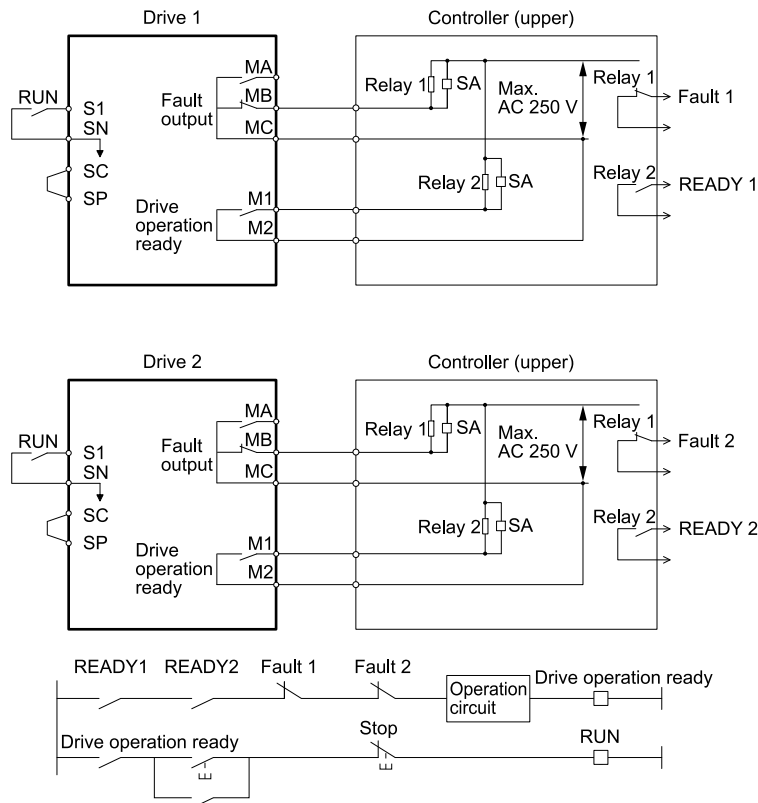 Drive 1
Controller (upper)
RUN
S1
SN
SC
SP
Fault
output
MA
MB
MC
Drive
operation
ready
M1
M2
Relay 1
SA
Relay 2
SA
Max.
AC 250 V
Relay 1
Fault 1
Relay 2
READY 1
Drive 2
Controller (upper)
RUN
S1
SN
SC
SP
Fault
output
MA
MB
MC
Drive
operation
ready
M1
M2
Relay 1
SA
Relay 2
SA
Max.
AC 250 V
Relay 1
Fault 2
Relay 2
READY 2
READY1
READY2
Fault 1
Fault 2
Operation
circuit
Drive operation ready
Drive operation ready
Stop
RUN